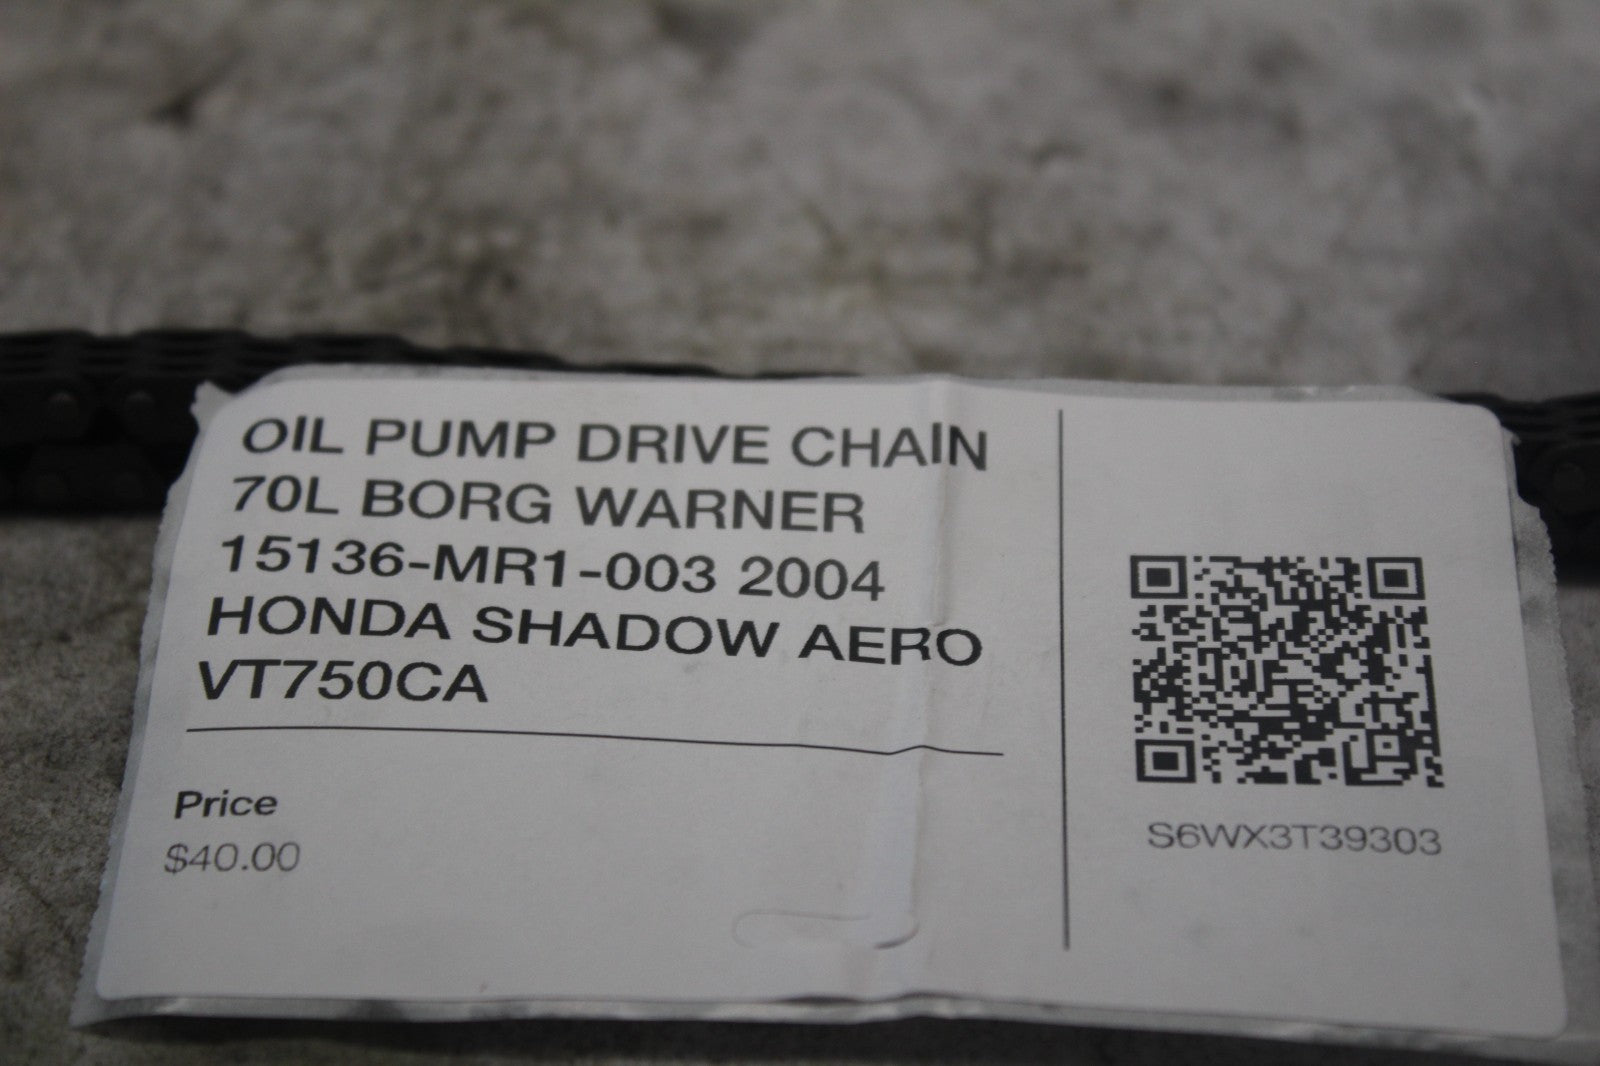 OIL PUMP DRIVE CHAIN
70L BORG WARNER
15136-MR1-003 2004
HONDA SHADOW AERO
VT750CA
Price
$40.00
S6WX3T39303